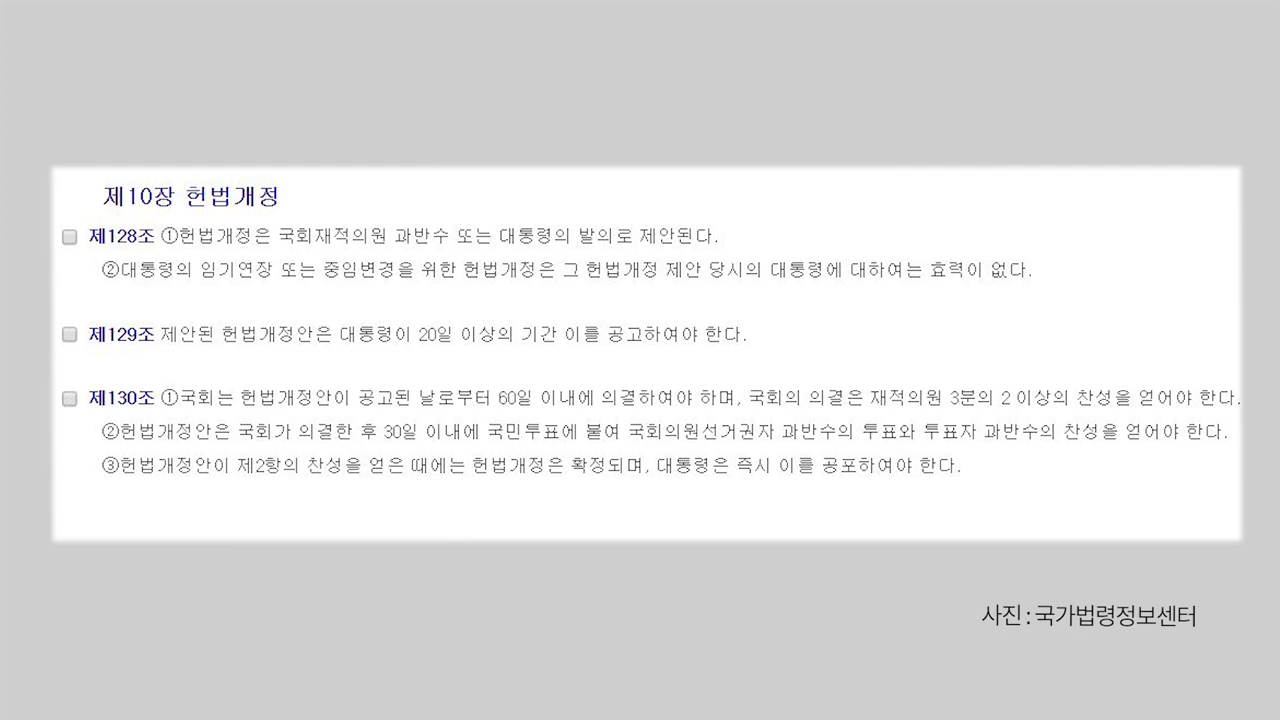 제10장 헌법개정
제128조 ①헌법개정은 국회재적의원 과반수 또는 대통령의 발의로 제안된다.
②대통령의 임기연장 또는 중임변경을 위한 헌법개정은 그 헌법개정 제안 당시의 대통령에 대하여는 효력이 없다.
제129조 제안된 헌법개정안은 대통령이 20일 이상의 기간 이를 공고하여야 한다.
제130조 ①국회는 헌법개정안이 공고된 날로부터 60일 이내에 의결하여야 하며, 국회의 의결은 재적의원 3분의 2 이상의 찬성을 얻어야 한다.
②헌법개정안은 국회가 의결한 후 30일 이내에 국민투표에 붙여 국회의원선거권자 과반수의 투표와 투표자 과반수의 찬성을 얻어야 한다.
③헌법개정안이 제2항의 찬성을 얻은 때에는 헌법개정은 확정되며, 대통령은 즉시 이를 공포하여야 한다.
사진 : 국가법령정보센터